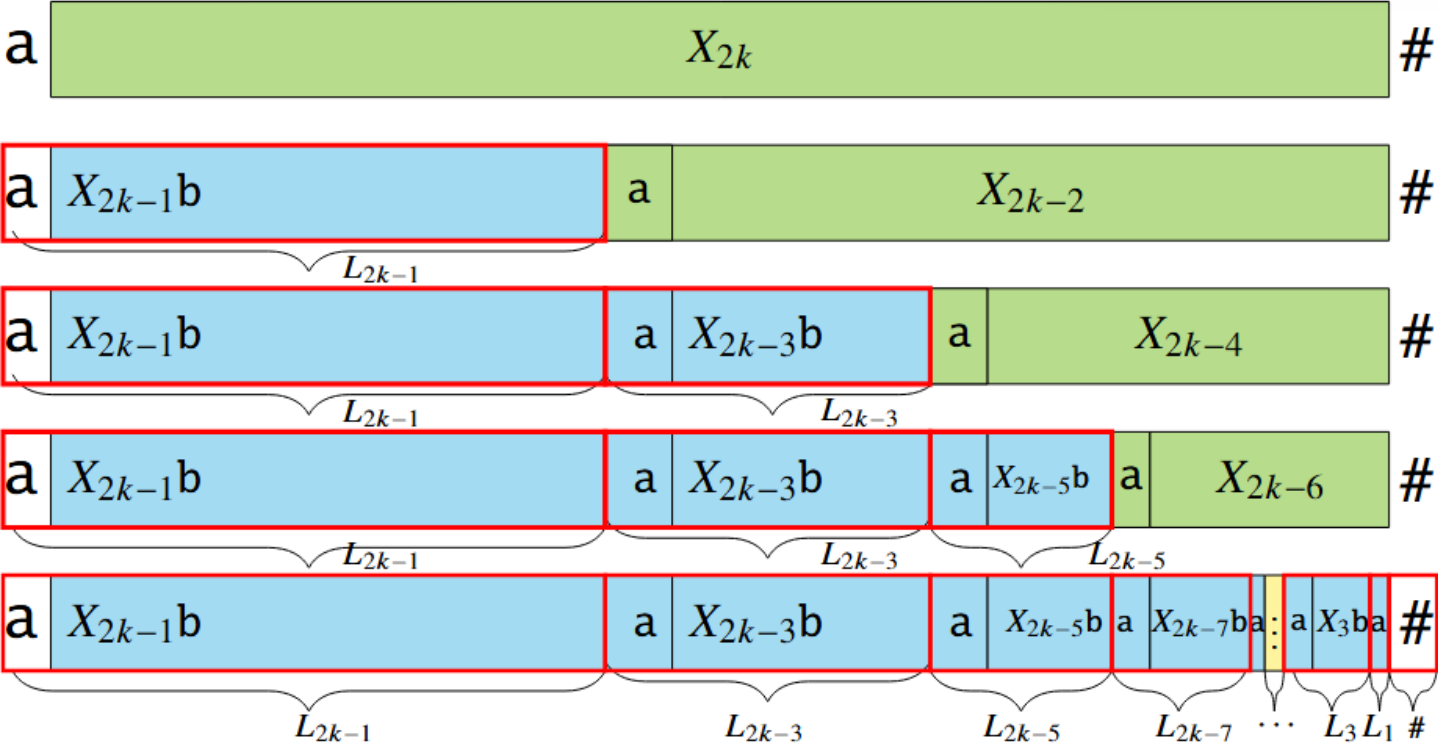 a X₂ₖ #
a X₂ₖ₋₁b a X₂ₖ₋₂ #
L₂ₖ₋₁
a X₂ₖ₋₁b a X₂ₖ₋₃b a X₂ₖ₋₄ #
L₂ₖ₋₁ L₂ₖ₋₃
a X₂ₖ₋₁b a X₂ₖ₋₃b a X₂ₖ₋₅b a X₂ₖ₋₆ #
L₂ₖ₋₁ L₂ₖ₋₃ L₂ₖ₋₅
a X₂ₖ₋₁b a X₂ₖ₋₃b a X₂ₖ₋₅b a X₂ₖ₋₇b a ⋮ a X₃b a #
L₂ₖ₋₁ L₂ₖ₋₃ L₂ₖ₋₅ L₂ₖ₋₇ ⋯ L₃ L₁ #